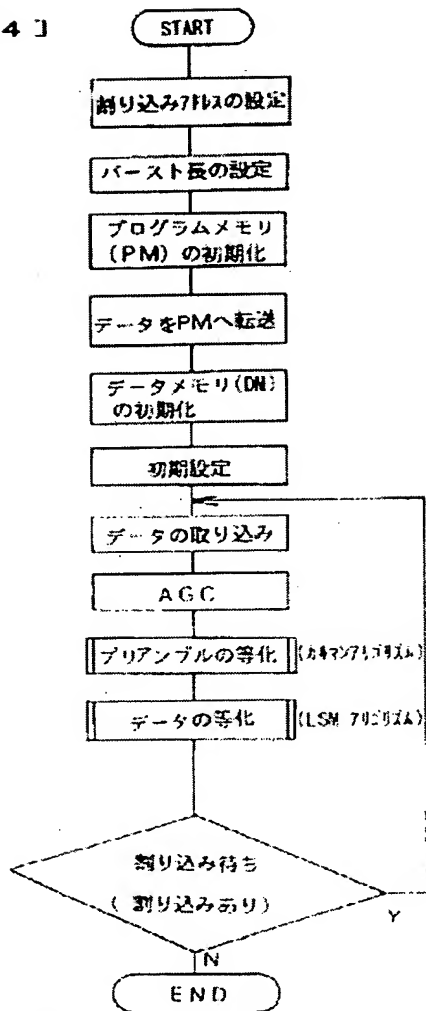 4 】
START
割り込みアドレスの設定
バースト長の設定
プログラムメモリ
(PM) の初期化
データをPMへ転送
データメモリ(DM)
の初期化
初期設定
データの取り込み
AGC
プリアンブルの等化 (カルマンアルゴリズム)
データの等化 (LSM アルゴリズム)
割り込み待ち
( 割り込みあり)
Y
N
END